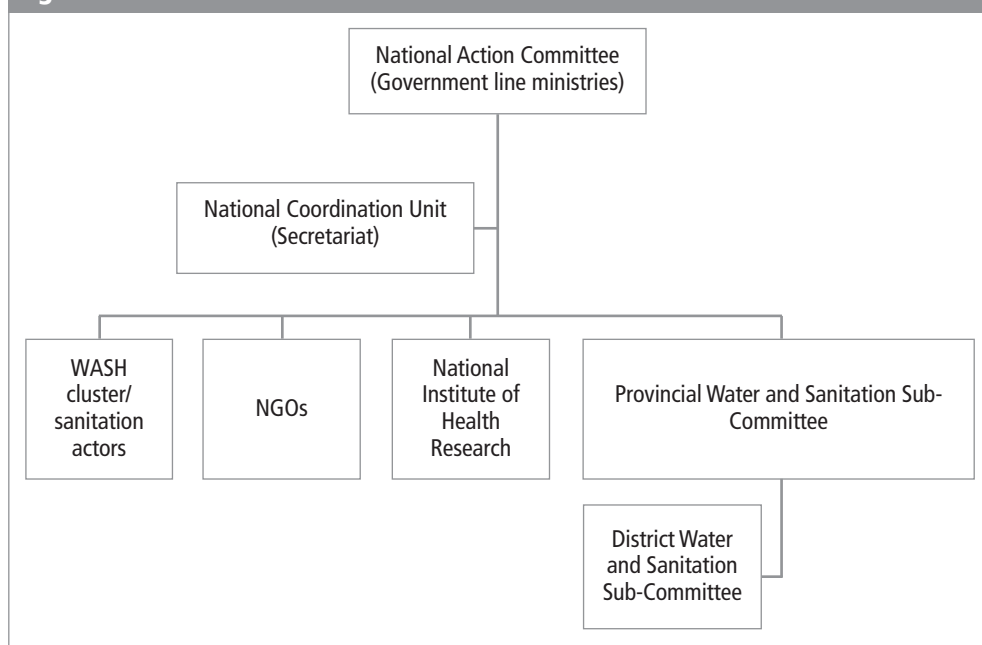 National Action Committee
(Government line ministries)
National Coordination Unit
(Secretariat)
WASH
cluster/
sanitation
actors
NGOs
National
Institute of
Health
Research
Provincial Water and Sanitation Sub-
Committee
District Water
and Sanitation
Sub-Committee